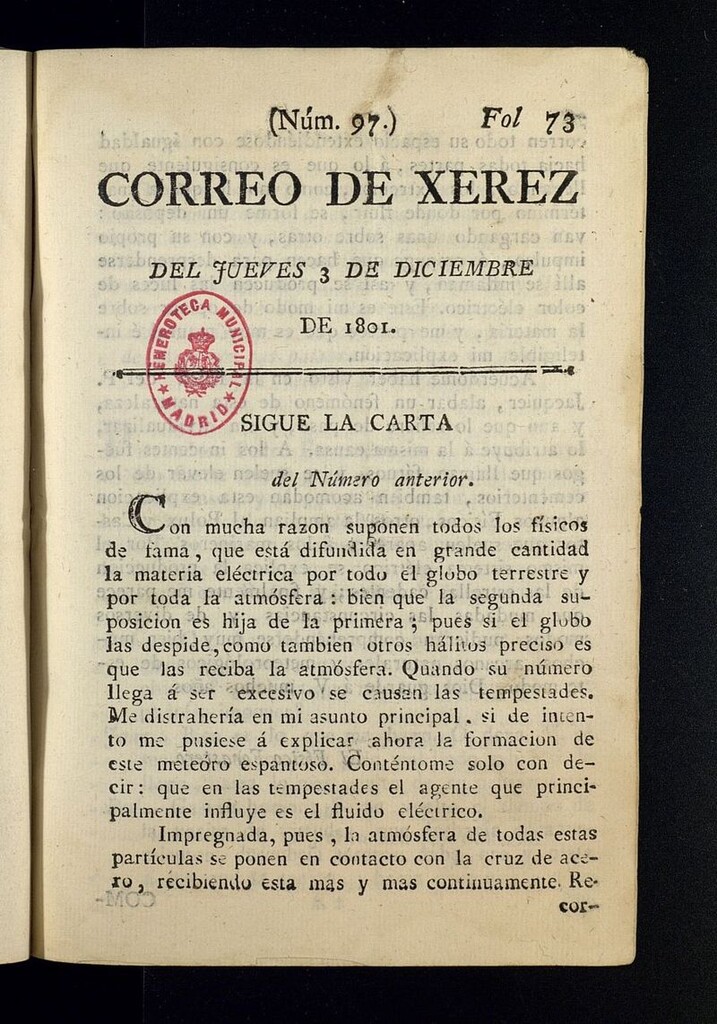 (Núm. 97.) Fol 73
CORREO DE XEREZ
DEL JUEVES 3 DE DICIEMBRE
DE 1801.
HEMEROTECA MUNICIPAL
★ MADRID ★
SIGUE LA CARTA
del Número anterior.
Con mucha razon suponen todos los físicos
de fama, que está difundida en grande cantidad
la materia eléctrica por todo el globo terrestre y
por toda la atmósfera : bien que la segunda su-
posicion es hija de la primera ; pues si el globo
las despide, como tambien otros hálitos preciso es
que las reciba la atmósfera. Quando su número
llega á ser excesivo se causan las tempestades.
Me distrahería en mi asunto principal, si de inten-
to me pusiese á explicar ahora la formacion de
este meteóro espantoso. Conténtome solo con de-
cir : que en las tempestades el agente que princi-
palmente influye es el fluido eléctrico.
Impregnada, pues , la atmósfera de todas estas
partículas se ponen en contacto con la cruz de ace-
ro, recibiendo esta mas y mas continuamente. Re-
cor-